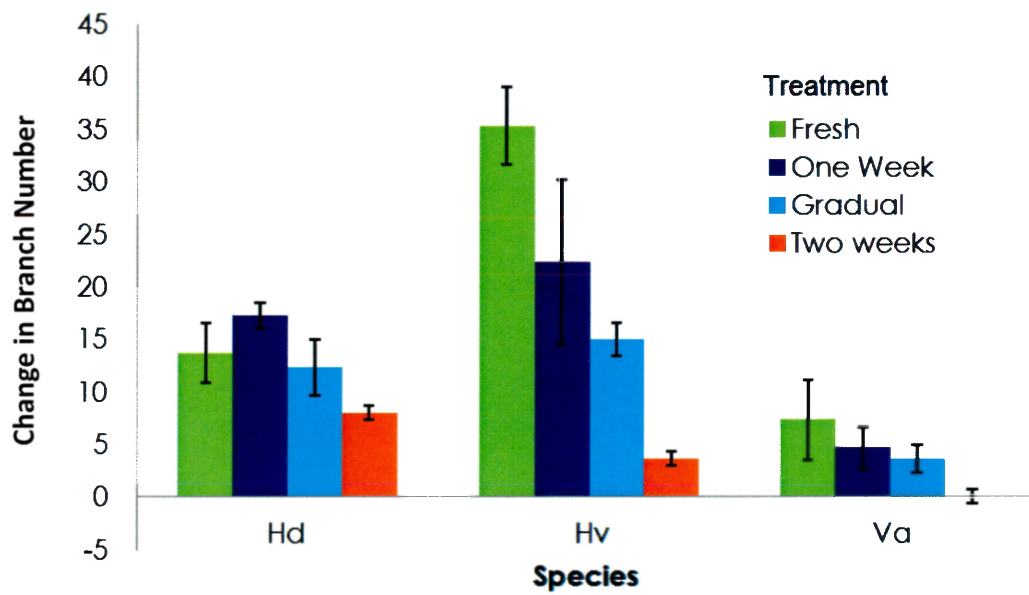 45
40
35
30
25
20
15
10
5
0
-5
Change in Branch Number
Treatment
Fresh
One Week
Gradual
Two weeks
Hd
Hv
Va
Species